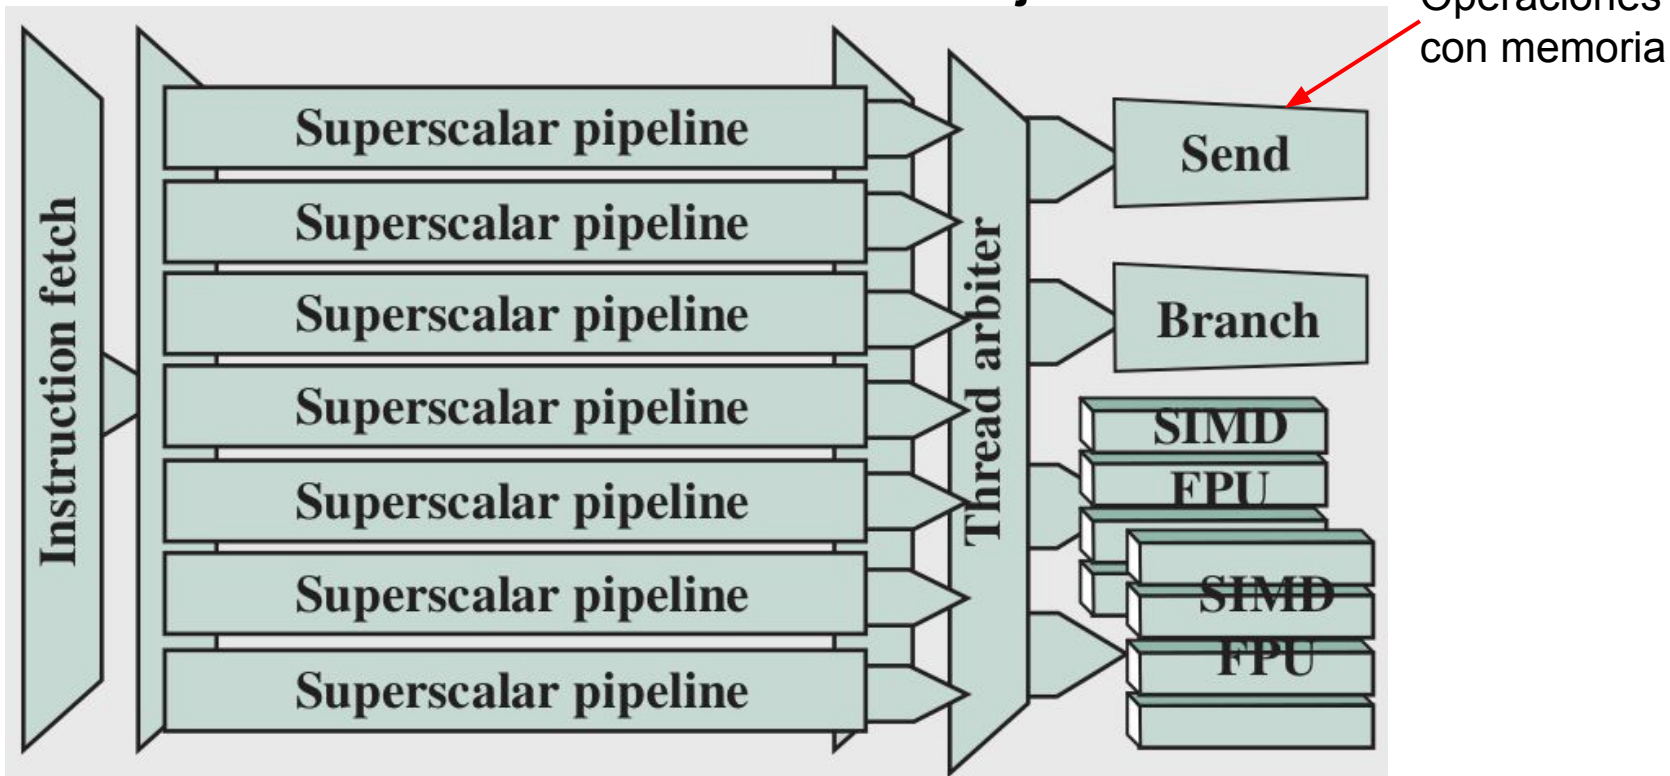 Operaciones
con memoria
Instruction fetch
Superscalar pipeline
Superscalar pipeline
Superscalar pipeline
Superscalar pipeline
Superscalar pipeline
Superscalar pipeline
Superscalar pipeline
Thread arbiter
Send
Branch
SIMD
FPU
SIMD
FPU